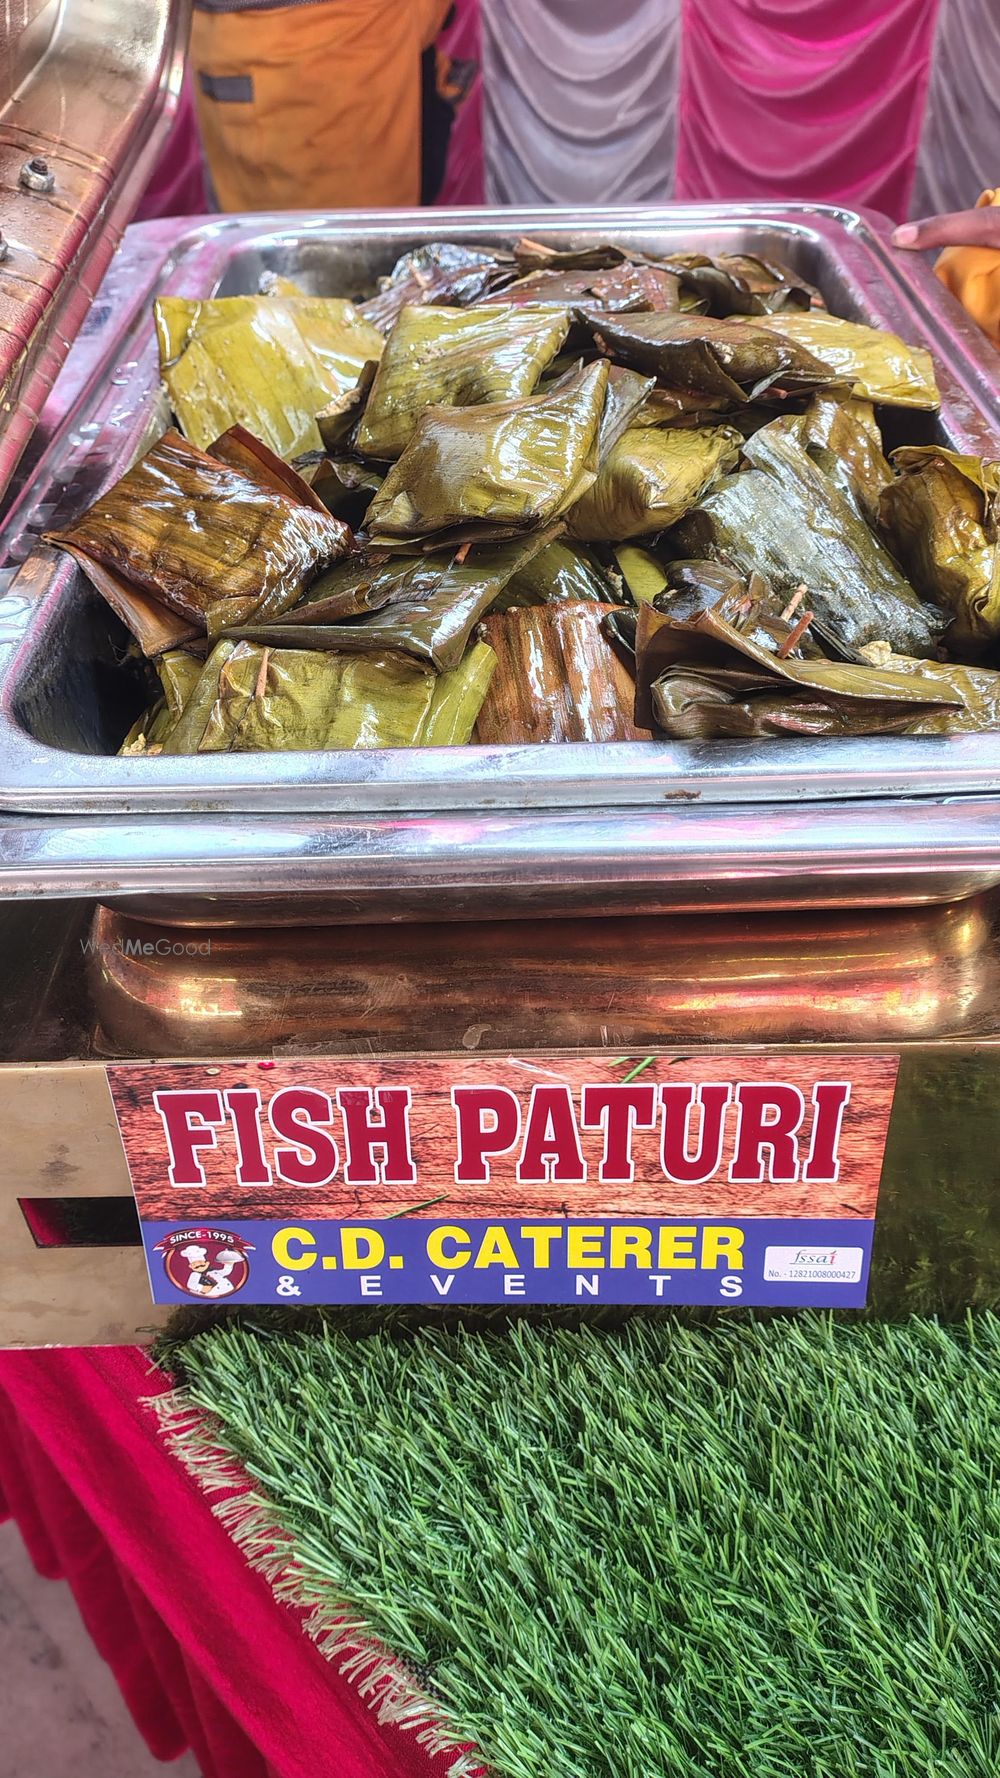 WedMeGood
FISH PATURI
SINCE-1995
C.D. CATERER
& EVENTS
fssai
No. - 12821008000427